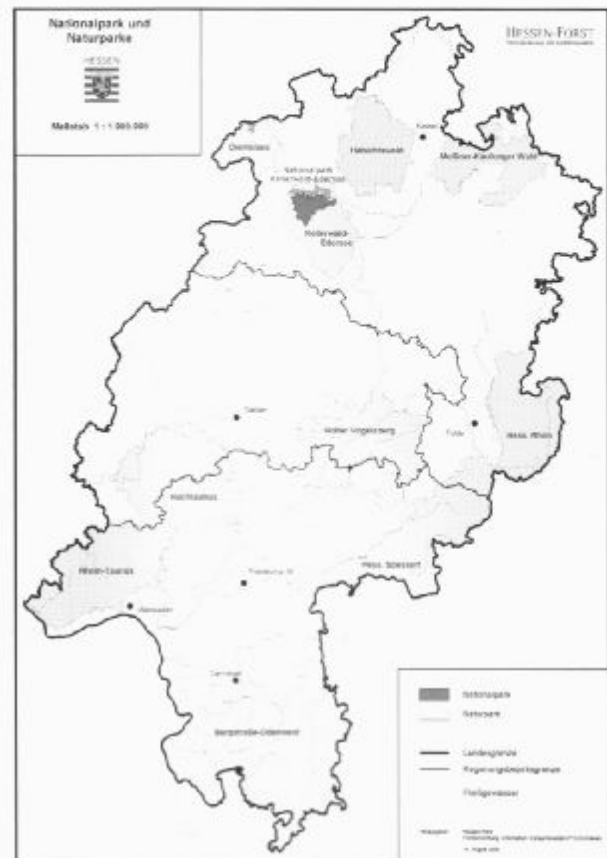 Nationalpark und
Naturparke
HESSEN
Maßstab 1 : 1.000.000
HESSEN-FORST
Diemelsee
Habichtswald
Kassel
Meißner-Kaufunger Wald
Nationalpark
Kellerwald-Edersee
Kellerwald-
Edersee
Hoher Vogelsberg
Fulda
Hess. Rhön
Hochtaunus
Rhein-Taunus
Hess. Spessart
Wiesbaden
Darmstadt
Bergstraße-Odenwald
Nationalpark
Naturpark
Landesgrenze
Regierungsbezirksgrenze
Fließgewässer